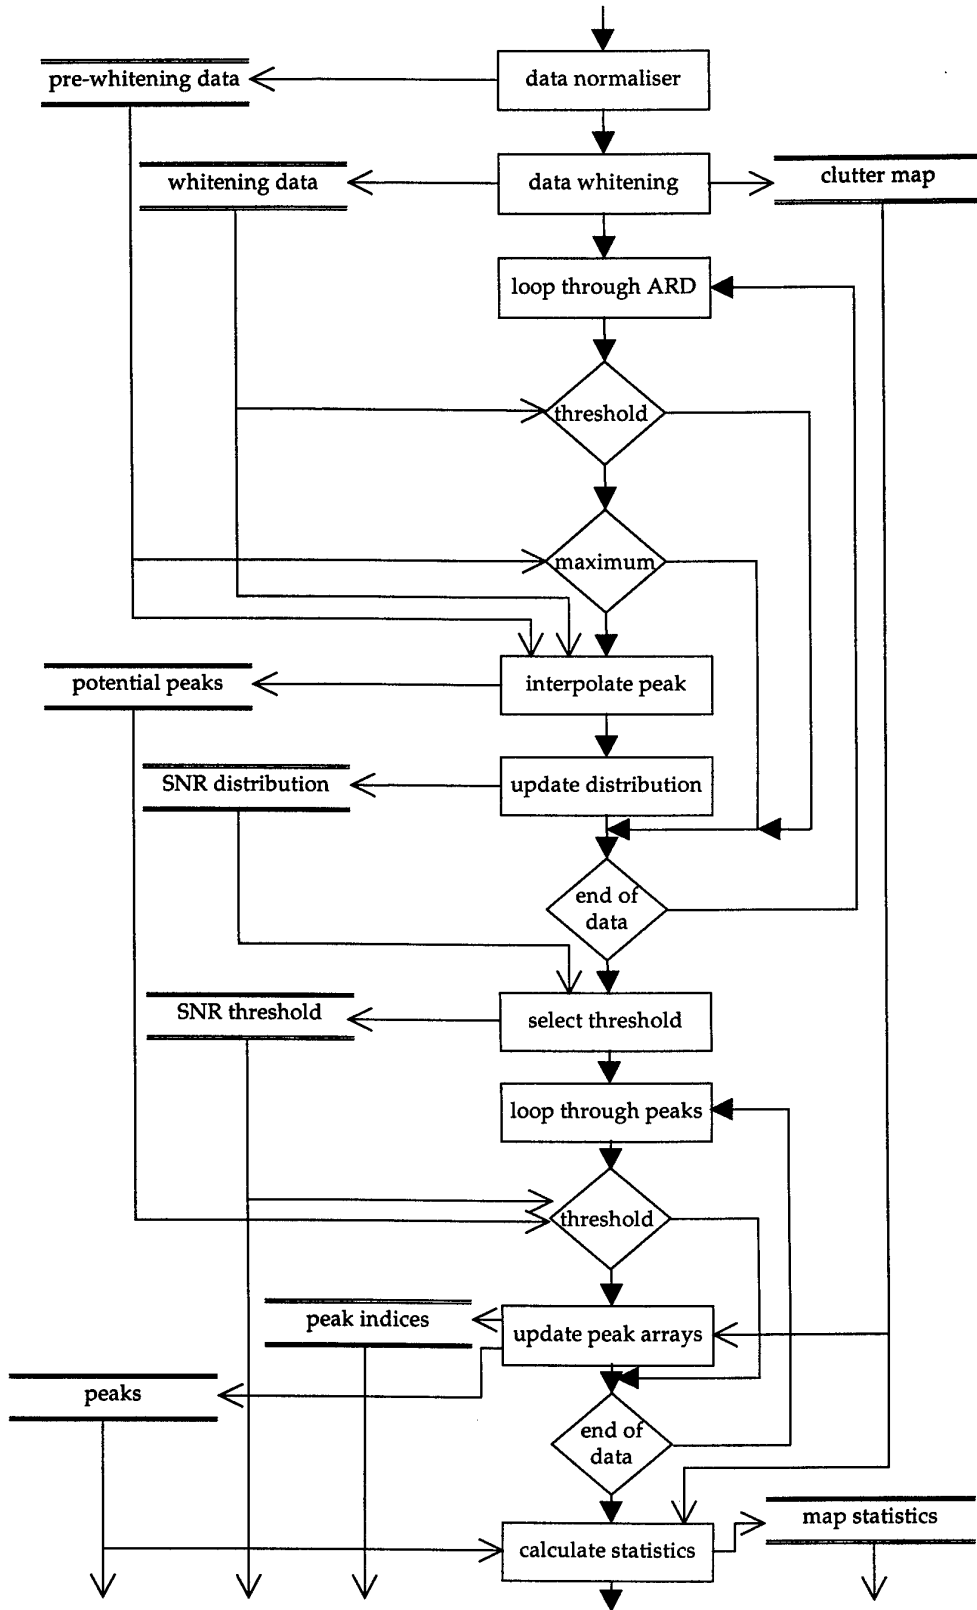 pre-whitening data
data normaliser
whitening data
data whitening
clutter map
loop through ARD
threshold
maximum
potential peaks
interpolate peak
SNR distribution
update distribution
end of
data
SNR threshold
select threshold
loop through peaks
threshold
peak indices
update peak arrays
peaks
end of
data
map statistics
calculate statistics